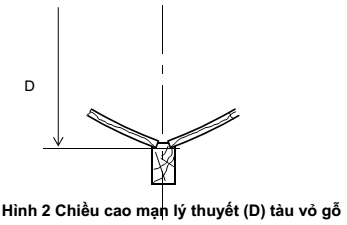 D
Hình 2 Chiều cao mạn lý thuyết (D) tàu vỏ gỗ